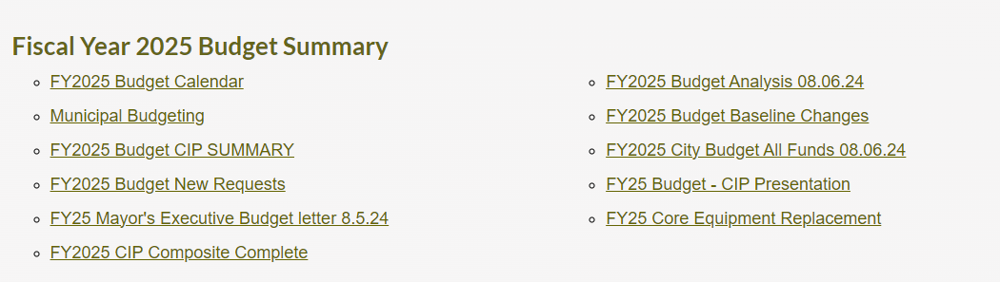 Fiscal Year 2025 Budget Summary
FY2025 Budget Calendar
Municipal Budgeting
FY2025 Budget CIP SUMMARY
FY2025 Budget New Requests
FY25 Mayor's Executive Budget letter 8.5.24
FY2025 CIP Composite Complete
FY2025 Budget Analysis 08.06.24
FY2025 Budget Baseline Changes
FY2025 City Budget All Funds 08.06.24
FY25 Budget - CIP Presentation
FY25 Core Equipment Replacement